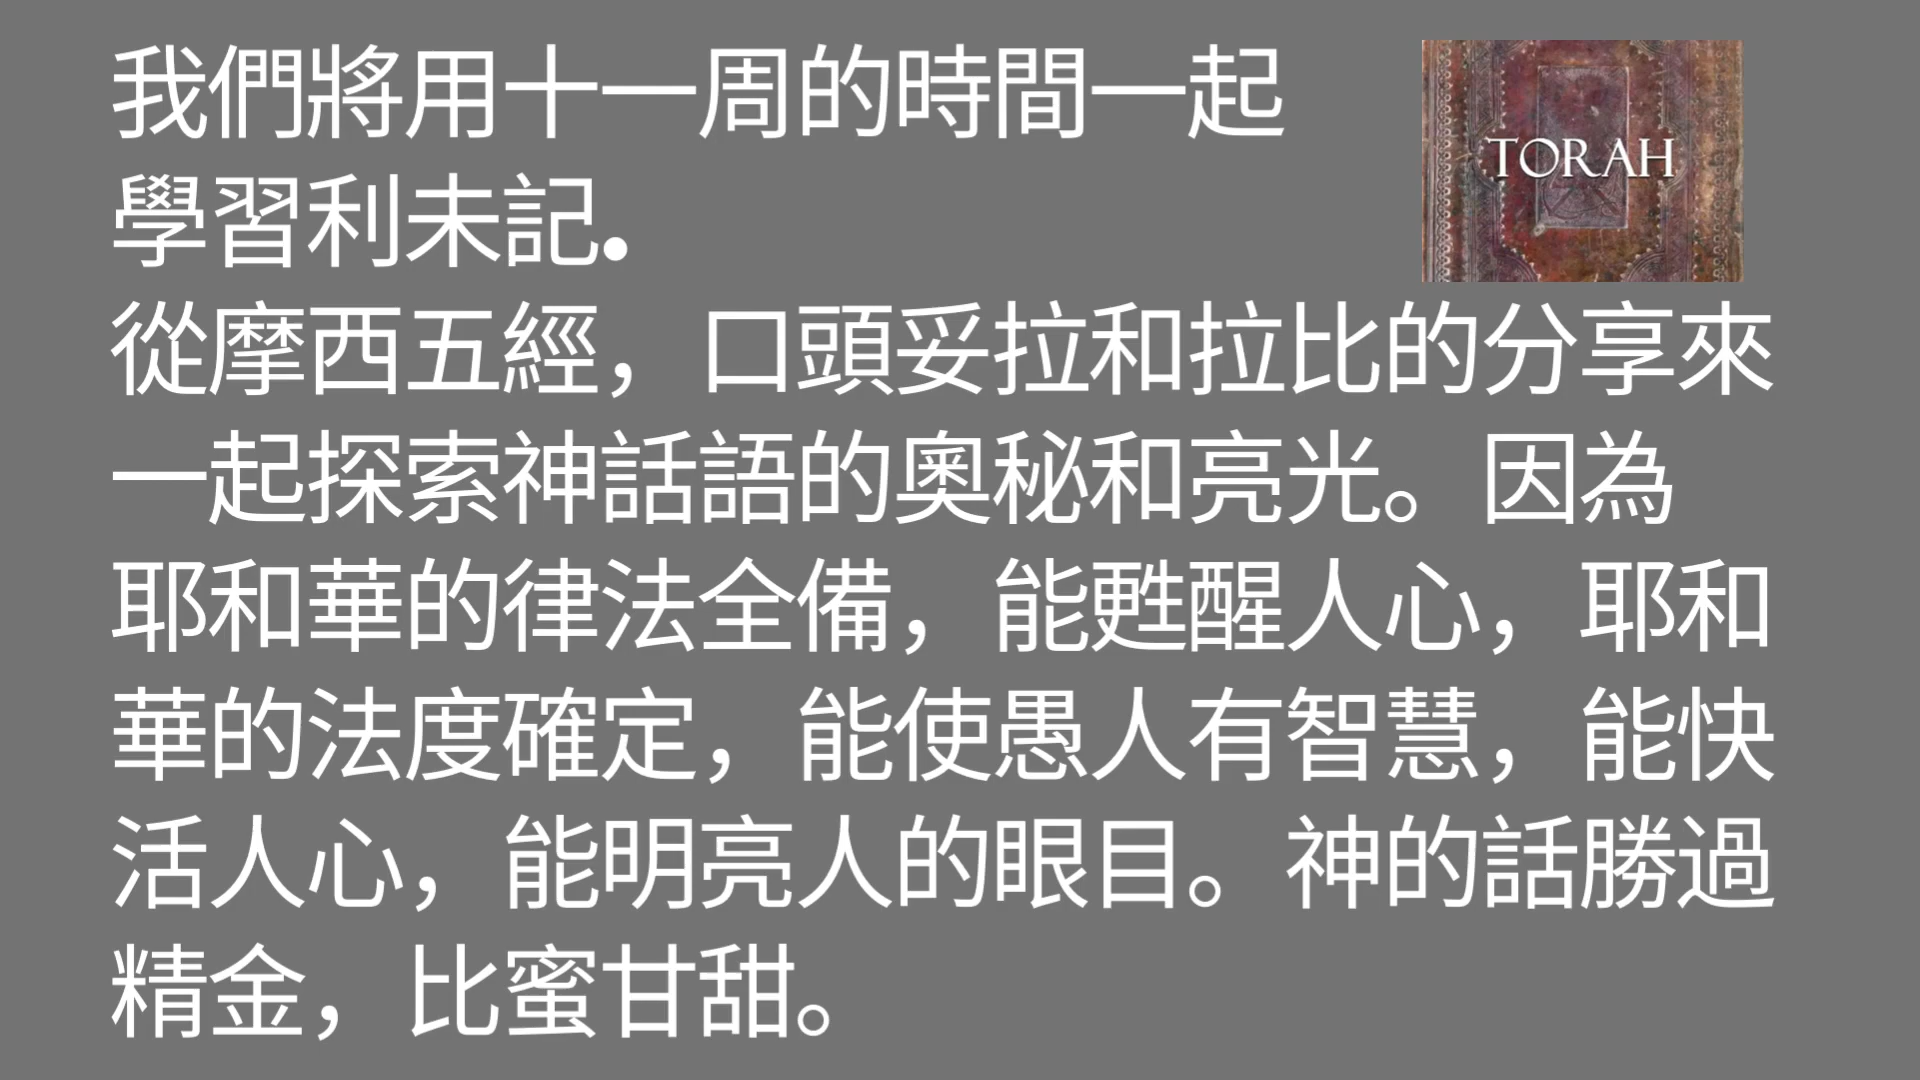 我們將用十一周的時間一起
TORAH
學習利未記.
從摩西五經，口頭妥拉和拉比的分享來
一起探索神話語的奧秘和亮光。因為
耶和華的律法全備，能甦醒人心，耶和
華的法度確定，能使愚人有智慧，能快
活人心，能明亮人的眼目。神的話勝過
精金，比蜜甘甜。